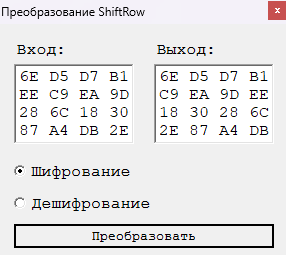 Преобразование ShiftRow x
Вход: Выход:
6E D5 D7 B1 6E D5 D7 B1
EE C9 EA 9D C9 EA 9D EE
28 6C 18 30 18 30 28 6C
87 A4 DB 2E 2E 87 A4 DB
Шифрование
Дешифрование
Преобразовать